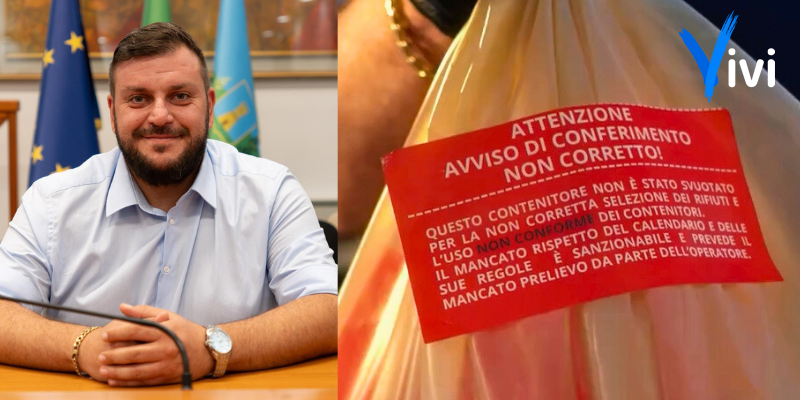 Vivi
ATTENZIONE
AVVISO DI CONFERIMENTO
NON CORRETTO!
QUESTO CONTENITORE NON È STATO SVUOTATO
PER LA NON CORRETTA SELEZIONE DEI RIFIUTI E
L'USO NON CONFORME DEI CONTENITORI.
IL MANCATO RISPETTO DEL CALENDARIO E DELLE
SUE REGOLE È SANZIONABILE E PREVEDE IL
MANCATO PRELIEVO DA PARTE DELL'OPERATORE.